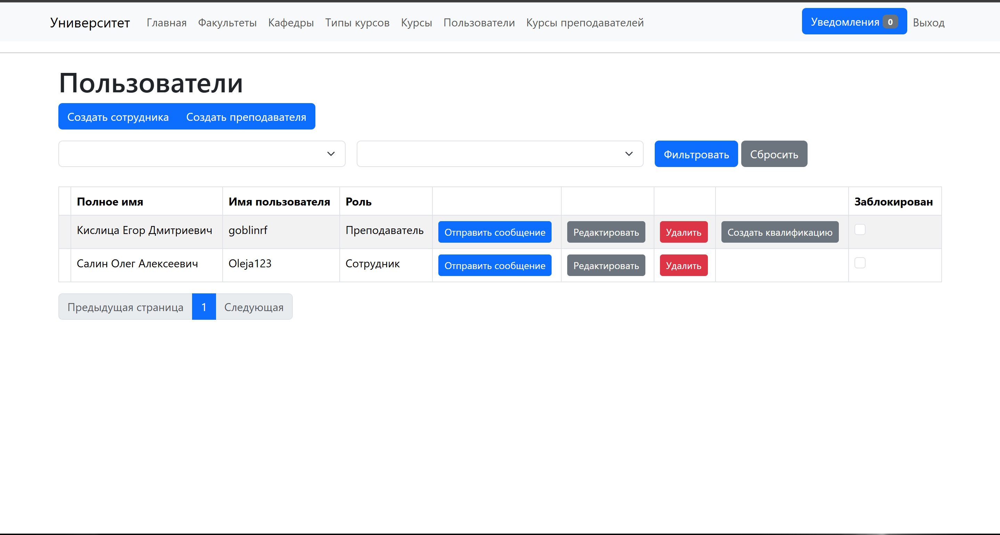 Университет Главная Факультеты Кафедры Типы курсов Курсы Пользователи Курсы преподавателей Уведомления 0 Выход
Пользователи
Создать сотрудника Создать преподавателя
Фильтровать Сбросить
Полное имя Имя пользователя Роль Заблокирован
Кислица Егор Дмитриевич goblinrf Преподаватель Отправить сообщение Редактировать Удалить Создать квалификацию
Салин Олег Алексеевич Oleja123 Сотрудник Отправить сообщение Редактировать Удалить
Предыдущая страница 1 Следующая